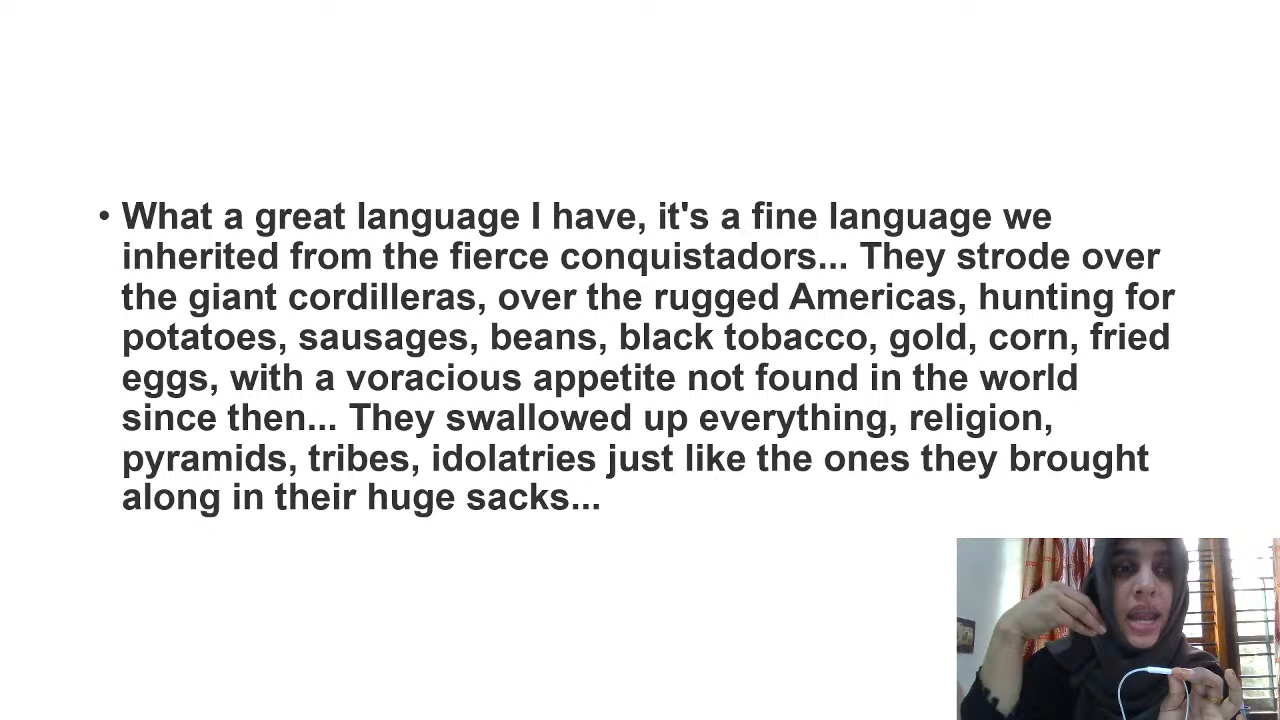 • What a great language I have, it's a fine language we
inherited from the fierce conquistadors... They strode over
the giant cordilleras, over the rugged Americas, hunting for
potatoes, sausages, beans, black tobacco, gold, corn, fried
eggs, with a voracious appetite not found in the world
since then... They swallowed up everything, religion,
pyramids, tribes, idolatries just like the ones they brought
along in their huge sacks...